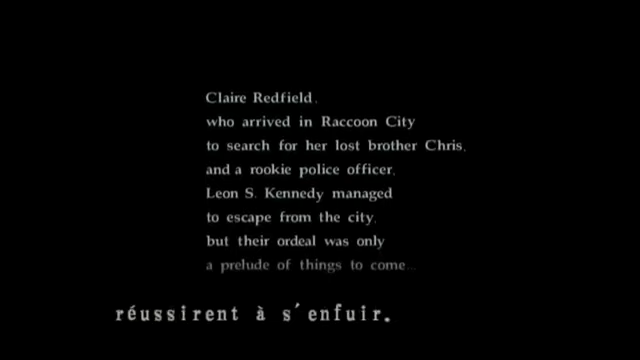 Claire Redfield,
who arrived in Raccoon City
to search for her lost brother Chris,
and a rookie police officer,
Leon S. Kennedy managed
to escape from the city,
but their ordeal was only
a prelude of things to come...
réussirent à s'enfuir.